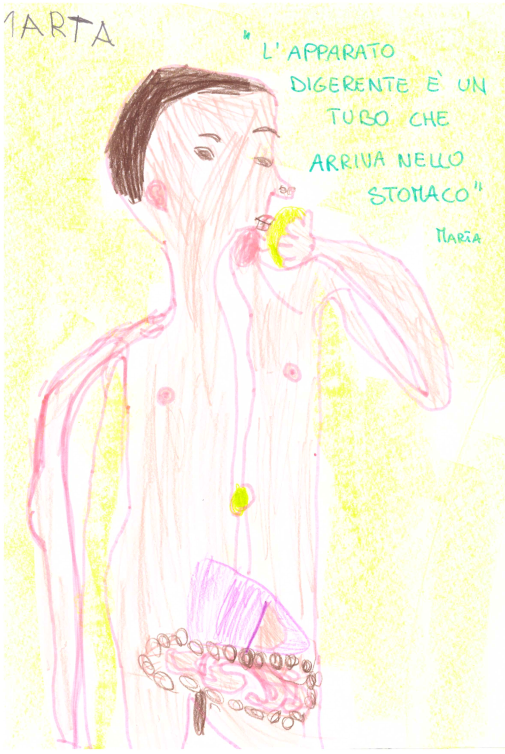 MARTA
"L'APPARATO
DIGERENTE È UN
TUBO CHE
ARRIVA NELLO
STOMACO"
MARTA